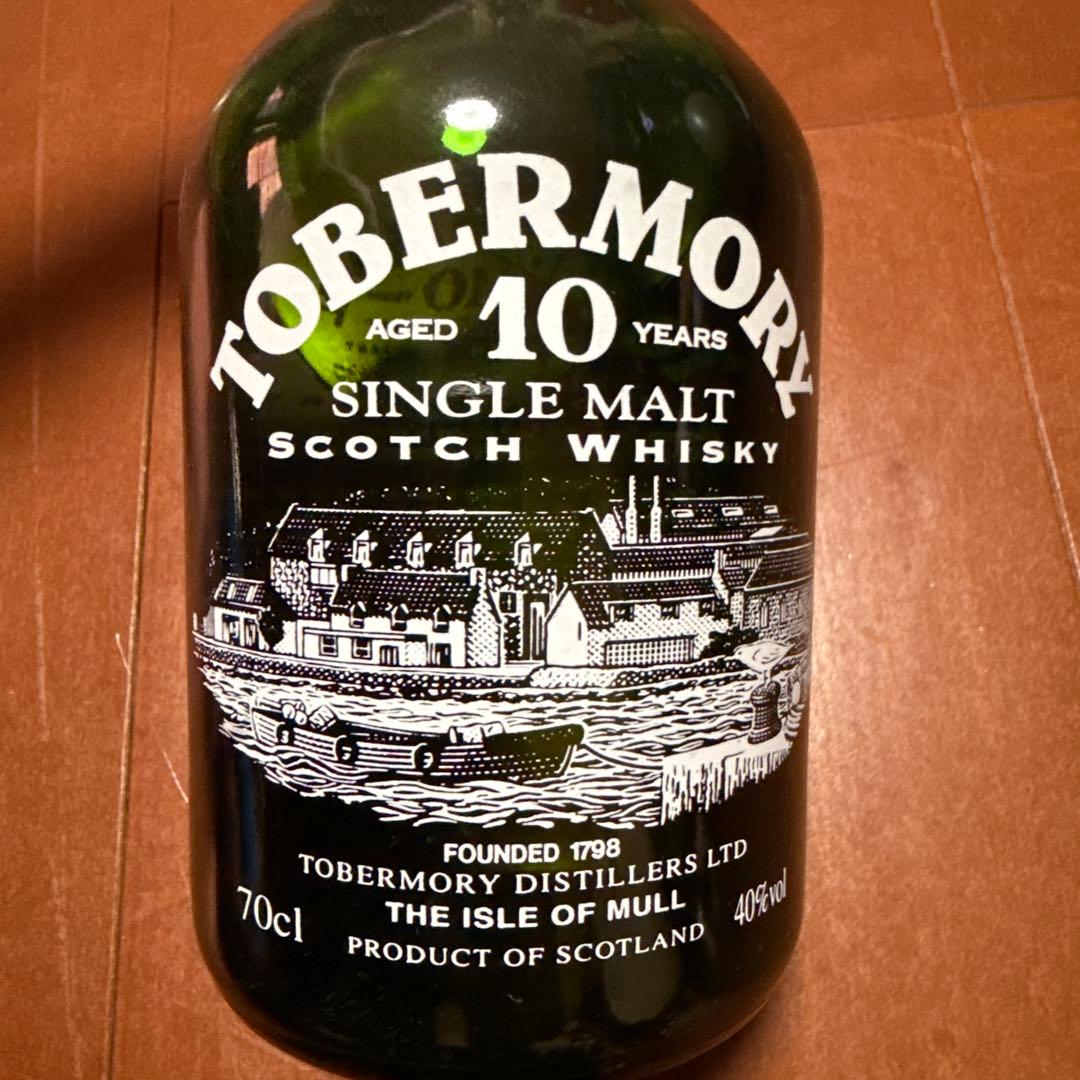 TOBERMORY
AGED 10 YEARS
SINGLE MALT
SCOTCH WHISKY
FOUNDED 1798
TOBERMORY DISTILLERS LTD
70cl THE ISLE OF MULL 40%vol
PRODUCT OF SCOTLAND